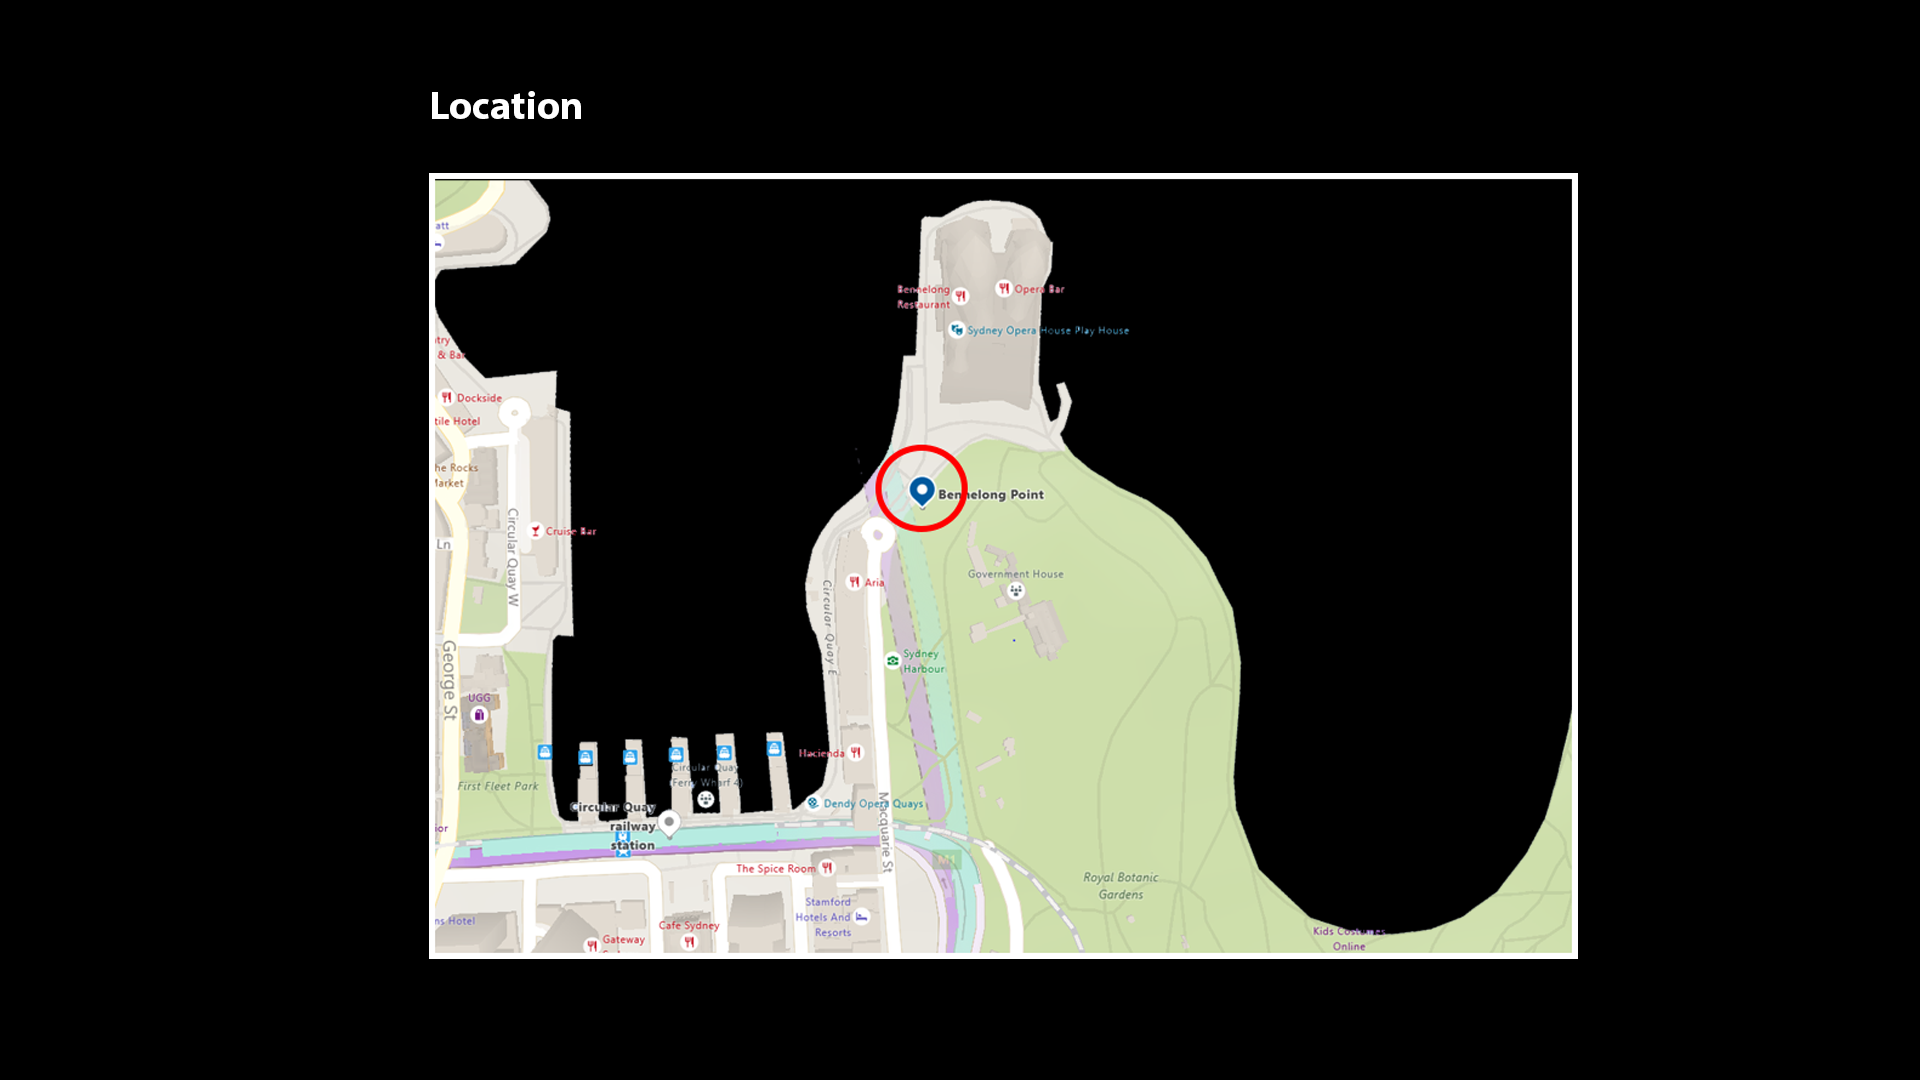 Location
att
Bennelong
Restaurant
Opera Bar
Sydney Opera House Play House
ntry
& Bar
Dockside
tile Hotel
he Rocks
Market
Circular Quay W
Cruise Bar
Ln
Bennelong Point
Government House
Aria
Circular Quay E
Sydney
Harbour
George St
UGG
First Fleet Park
Circular Quay
(Ferry Wharf 4)
Hacienda
Circular Quay
railway
station
Dendy Opera Quays
Macquarie St
ior
The Spice Room
M1
Royal Botanic
Gardens
Stamford
Hotels And
Resorts
ns Hotel
Cafe Sydney
Gateway
Kids Costumes
Online